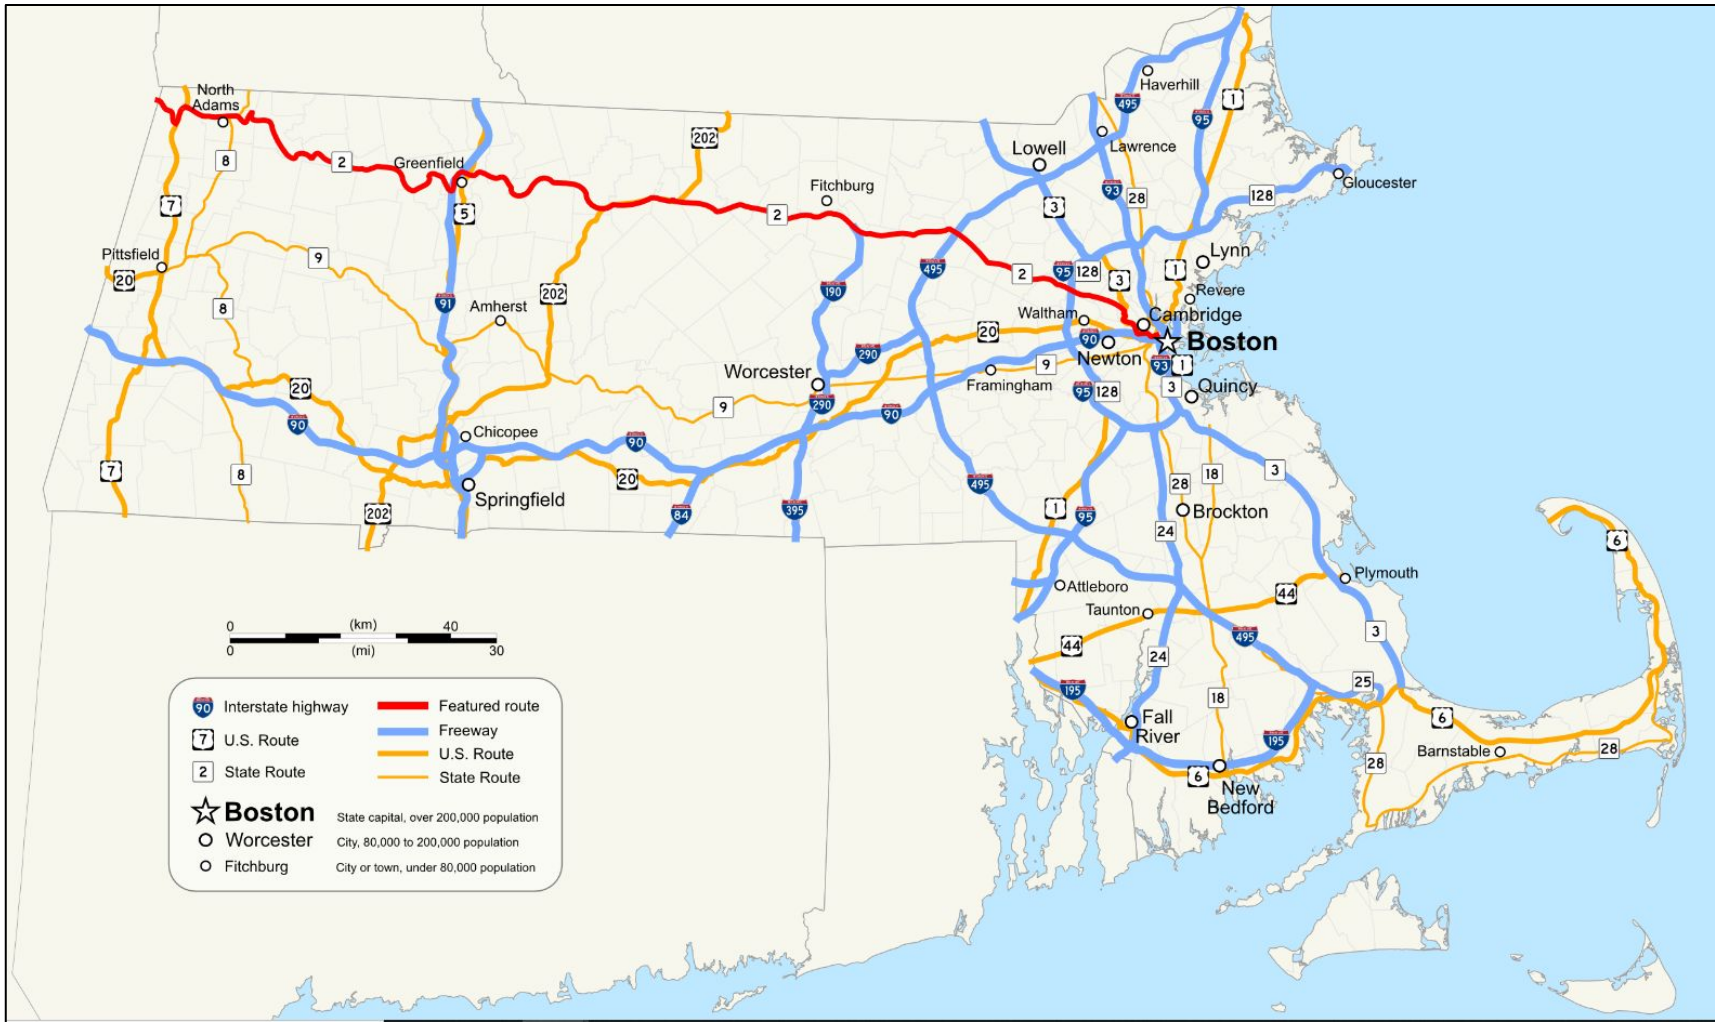 North
Adams
8
2
Greenfield
202
7
5
Pittsfield
20
9
8
91
Amherst
202
Fitchburg
2
190
Lowell
495
Haverhill
1
95
Lawrence
93
28
3
128
Gloucester
Lynn
1
Revere
495
2
95
128
3
Waltham
Cambridge
20
90
Boston
Newton
93
1
290
Worcester
9
Framingham
3
Quincy
95
128
290
9
90
20
90
Chicopee
90
20
Springfield
7
8
202
84
395
495
1
95
28
18
3
Brockton
24
6
Attleboro
Taunton
44
Plymouth
44
24
495
3
195
18
25
6
Fall
River
195
6
New
Bedford
28
Barnstable
28
0
(km)
40
0
(mi)
30
90
Interstate highway
Featured route
Freeway
7
U.S. Route
U.S. Route
2
State Route
State Route
Boston
State capital, over 200,000 population
Worcester
City, 80,000 to 200,000 population
Fitchburg
City or town, under 80,000 population